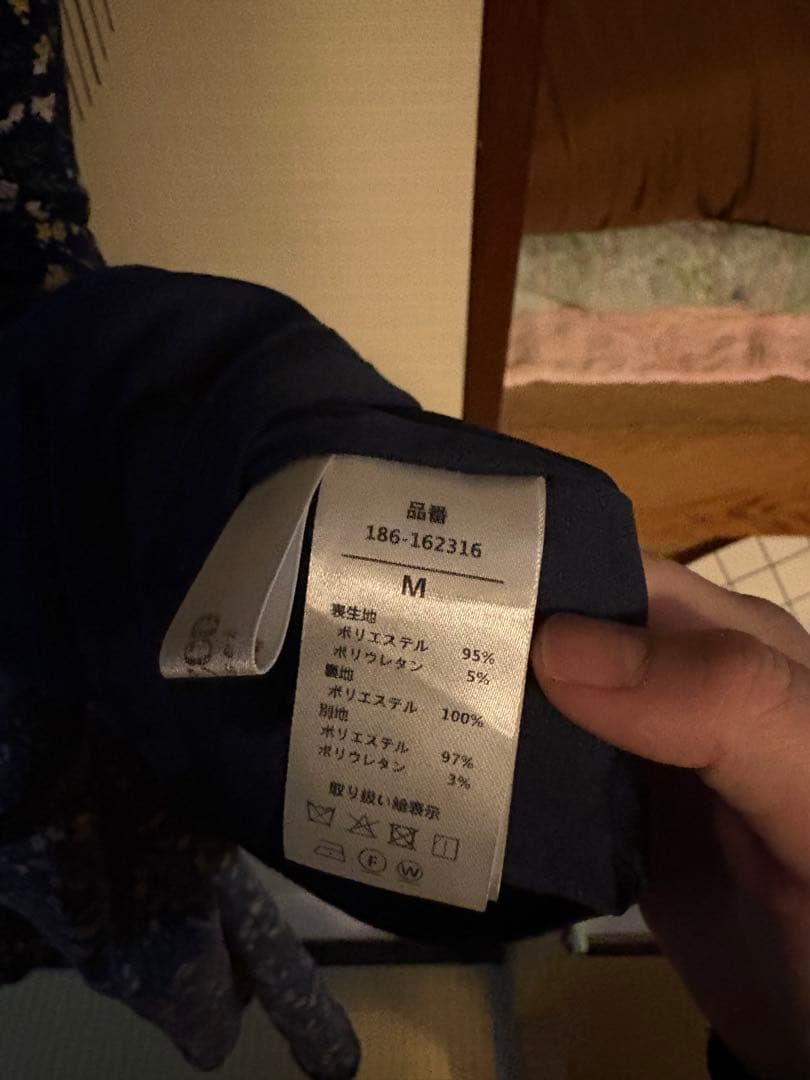 品番
186-162316
M
表生地
ポリエステル 95%
ポリウレタン 5%
裏地
ポリエステル 100%
別地
ポリエステル 97%
ポリウレタン 3%
取り扱い絵表示
F W